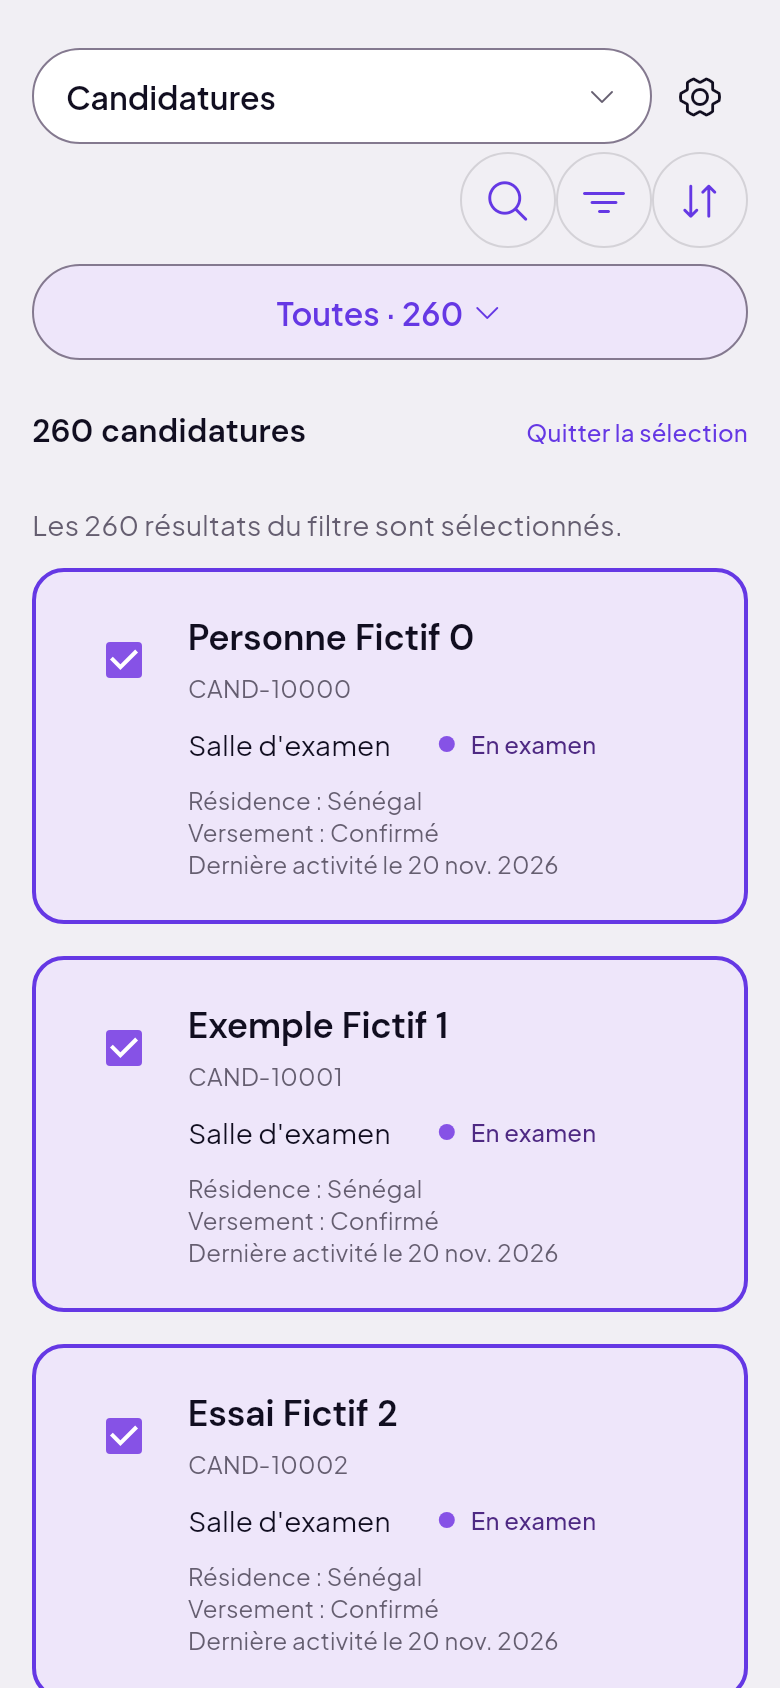 Candidatures
Toutes · 260
260 candidatures
Quitter la sélection
Les 260 résultats du filtre sont sélectionnés.
Personne Fictif 0
CAND-10000
Salle d'examen
En examen
Résidence : Sénégal
Versement : Confirmé
Dernière activité le 20 nov. 2026
Exemple Fictif 1
CAND-10001
Salle d'examen
En examen
Résidence : Sénégal
Versement : Confirmé
Dernière activité le 20 nov. 2026
Essai Fictif 2
CAND-10002
Salle d'examen
En examen
Résidence : Sénégal
Versement : Confirmé
Dernière activité le 20 nov. 2026